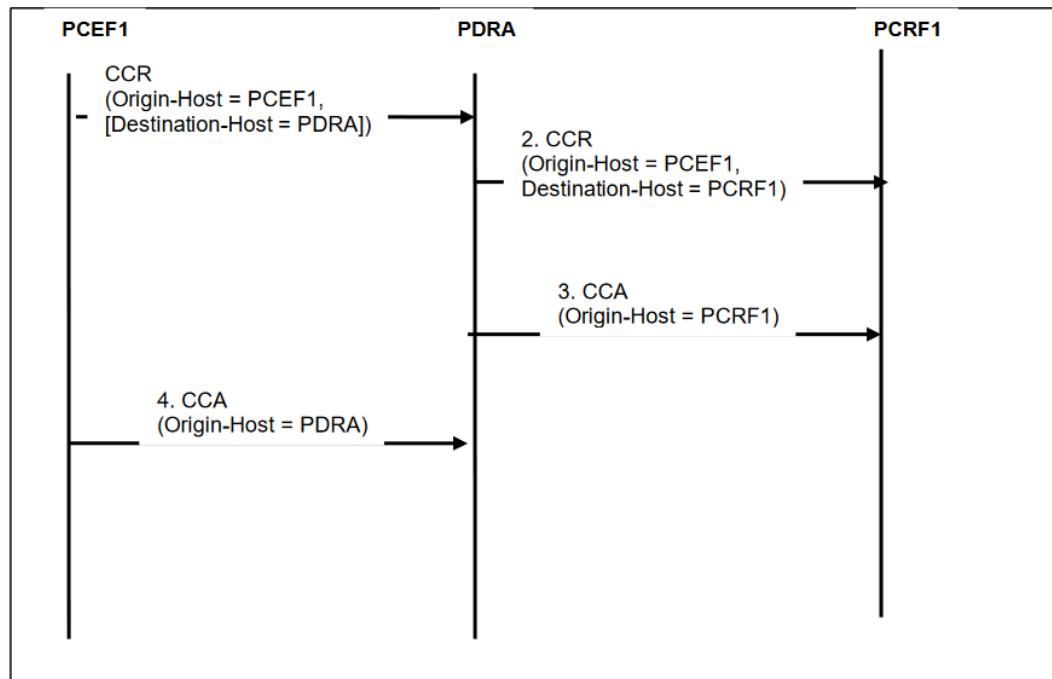 PCEF1
PDRA
PCRF1
CCR
(Origin-Host = PCEF1,
[Destination-Host = PDRA])
2. CCR
(Origin-Host = PCEF1,
Destination-Host = PCRF1)
3. CCA
(Origin-Host = PCRF1)
4. CCA
(Origin-Host = PDRA)